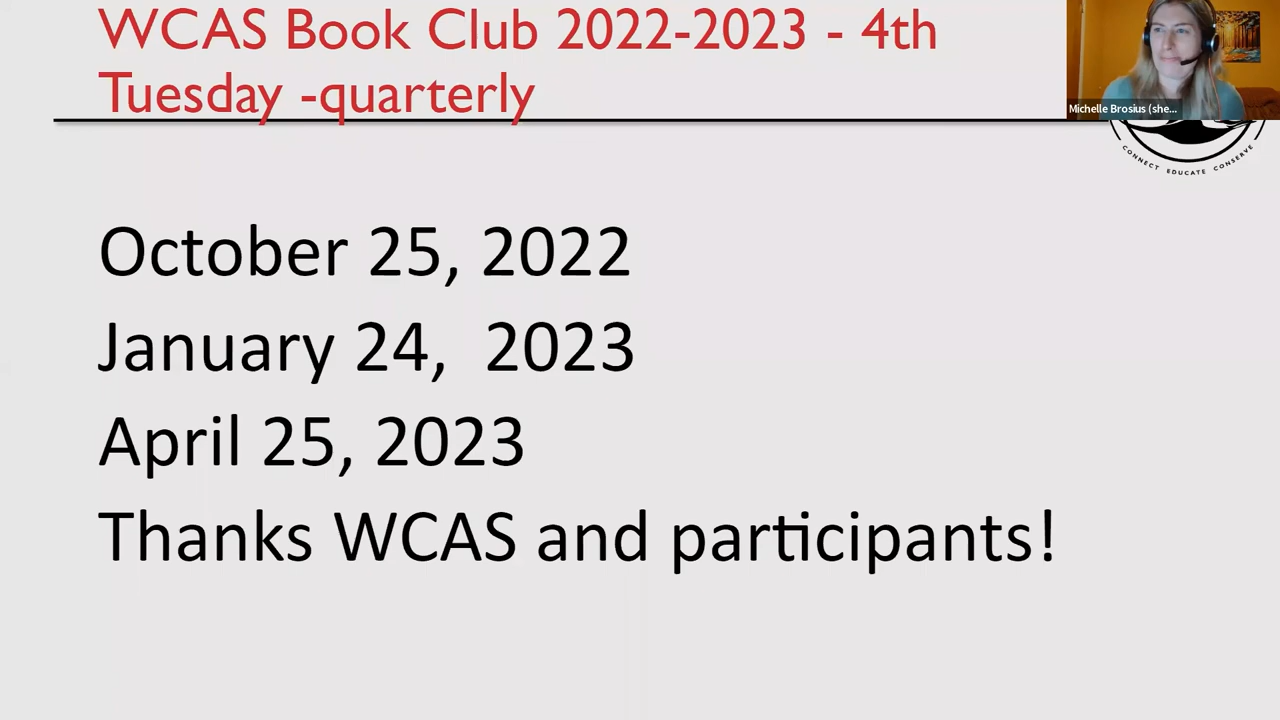 WCAS Book Club 2022-2023 - 4th
Tuesday -quarterly
Michelle Brosius (she...
CONNECT EDUCATE CONSERVE
October 25, 2022
January 24,  2023
April 25, 2023
Thanks WCAS and participants!